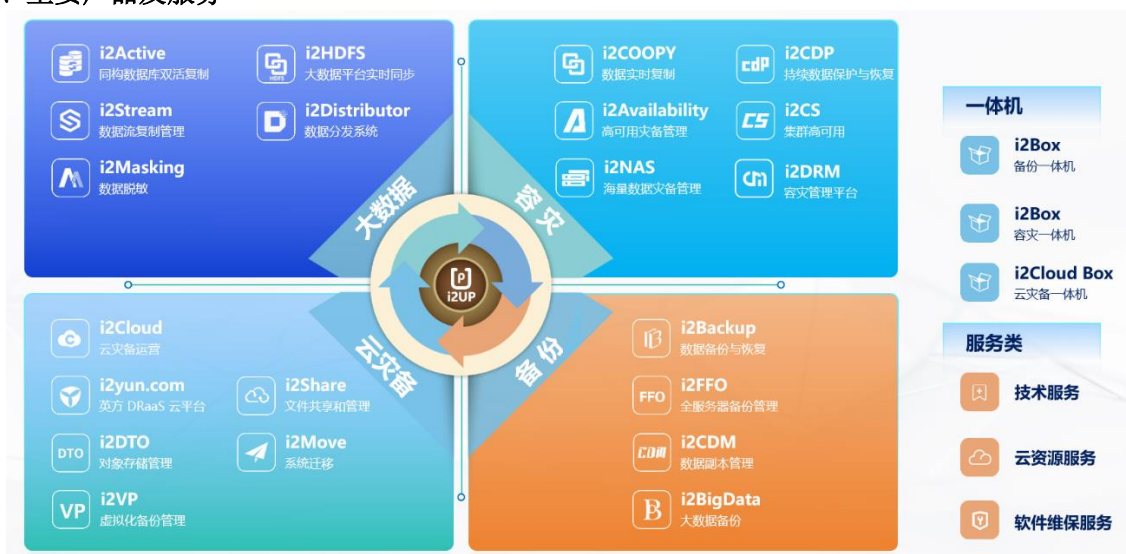 主要产品及服务
i2Active
同构数据库双活复制
i2HDFS
大数据平台实时同步
HDFS
i2Stream
数据流复制管理
i2Distributor
数据分发系统
i2Masking
数据脱敏
大数据
i2COOPY
数据实时复制
cdp
i2CDP
持续数据保护与恢复
i2Availability
高可用灾备管理
CS
i2CS
集群高可用
i2NAS
海量数据灾备管理
i2DRM
容灾管理平台
容灾
i2UP
i2Cloud
云灾备运营
i2yun.com
英方 DRaaS 云平台
i2Share
文件共享和管理
DTO
i2DTO
对象存储管理
i2Move
系统迁移
VP
i2VP
虚拟化备份管理
云灾备
i2Backup
数据备份与恢复
FFO
i2FFO
全服务器备份管理
CDM
i2CDM
数据副本管理
B
i2BigData
大数据备份
备份
一体机
i2Box
备份一体机
i2Box
容灾一体机
i2Cloud Box
云灾备一体机
服务类
技术服务
云资源服务
软件维保服务